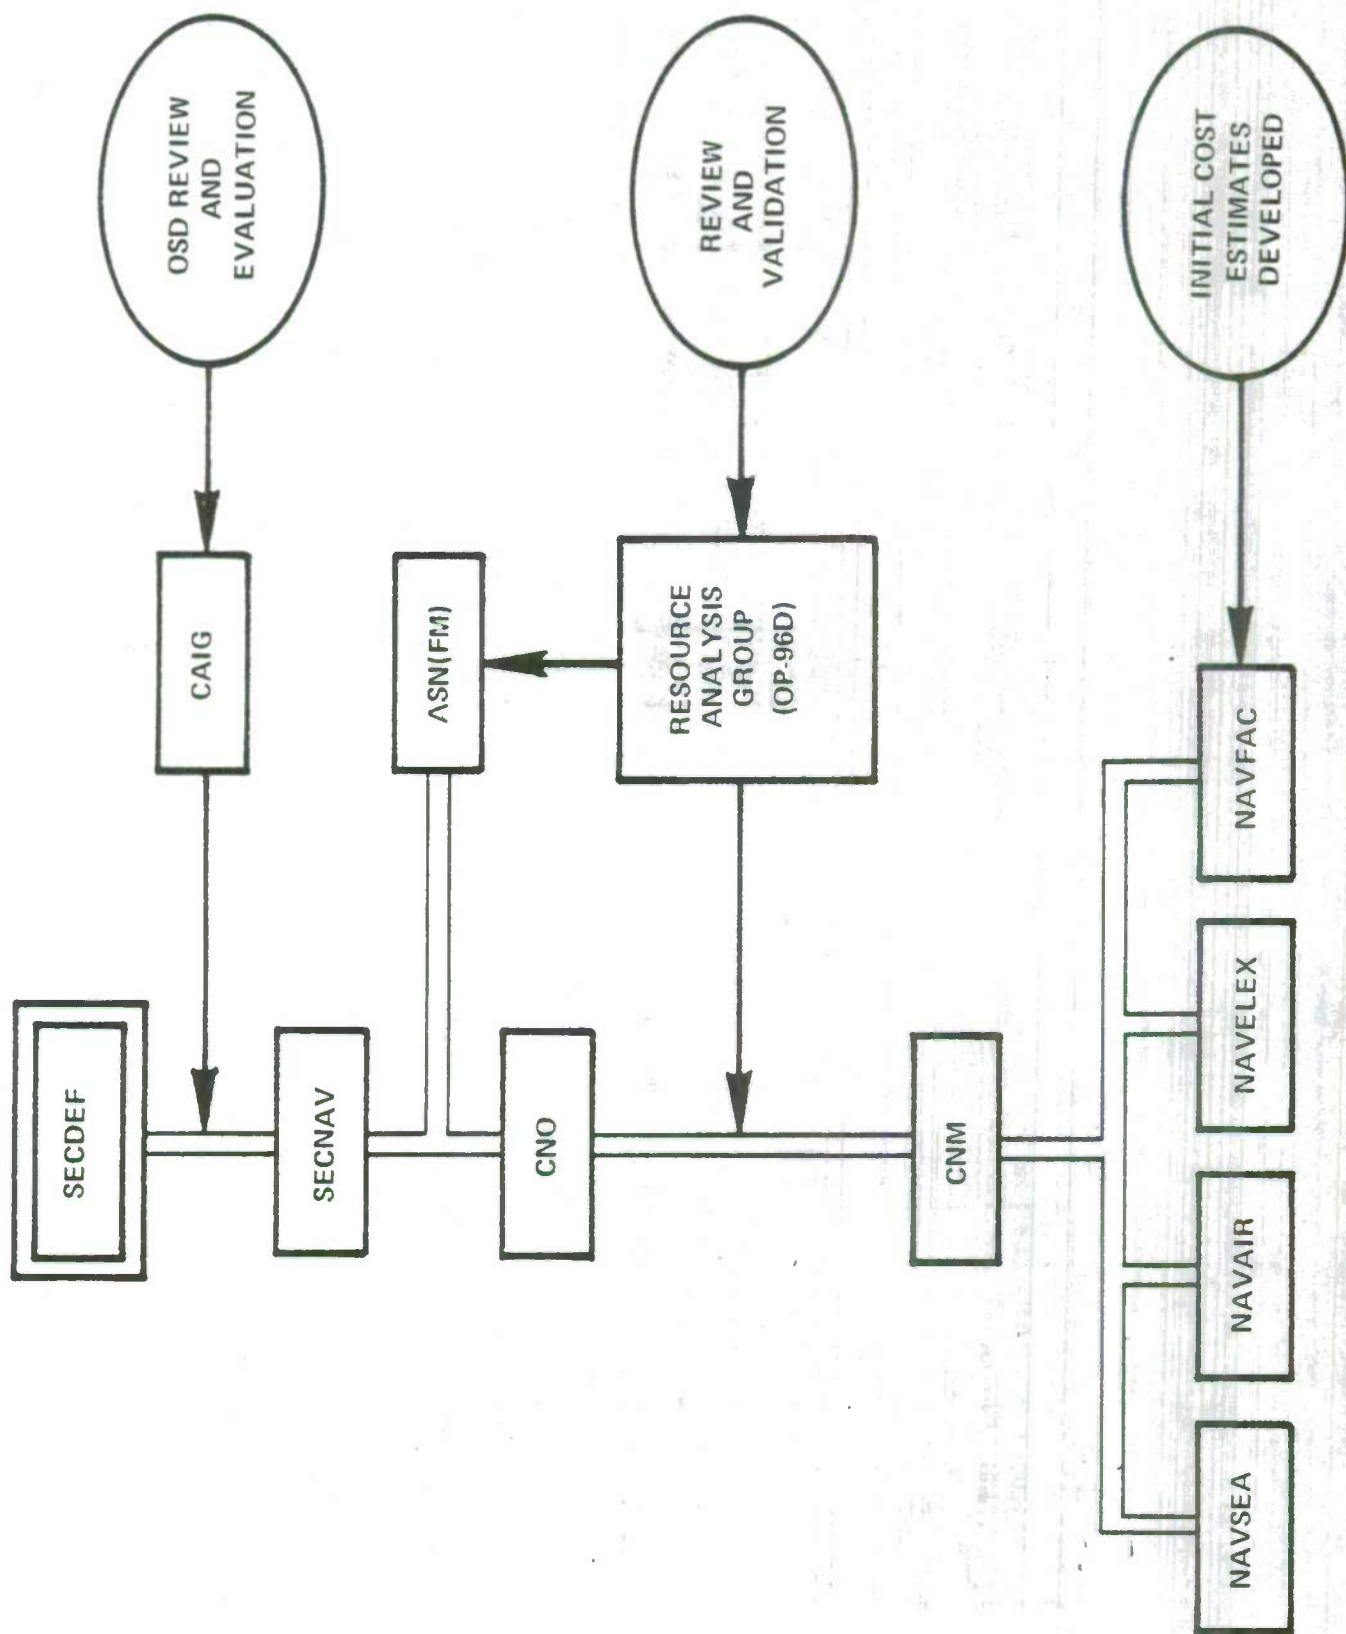 OSD REVIEW
AND
EVALUATION
CAIG
SECDEF
SECNAV
ASN(FM)
CNO
REVIEW
AND
VALIDATION
RESOURCE
ANALYSIS
GROUP
(OP-96D)
CNM
INITIAL COST
ESTIMATES
DEVELOPED
NAVSEA
NAVAIR
NAVELEX
NAVFAC